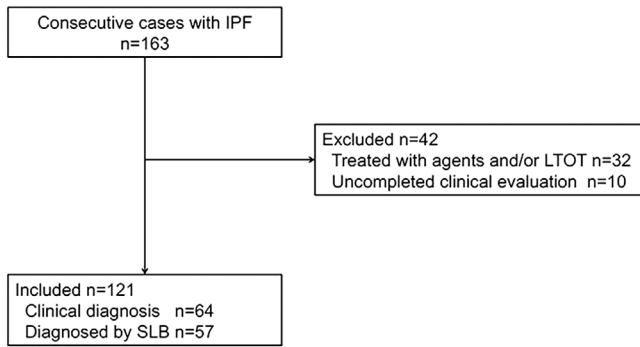 Consecutive cases with IPF
n=163
Excluded n=42
Treated with agents and/or LTOT n=32
Uncompleted clinical evaluation n=10
Included n=121
Clinical diagnosis n=64
Diagnosed by SLB n=57